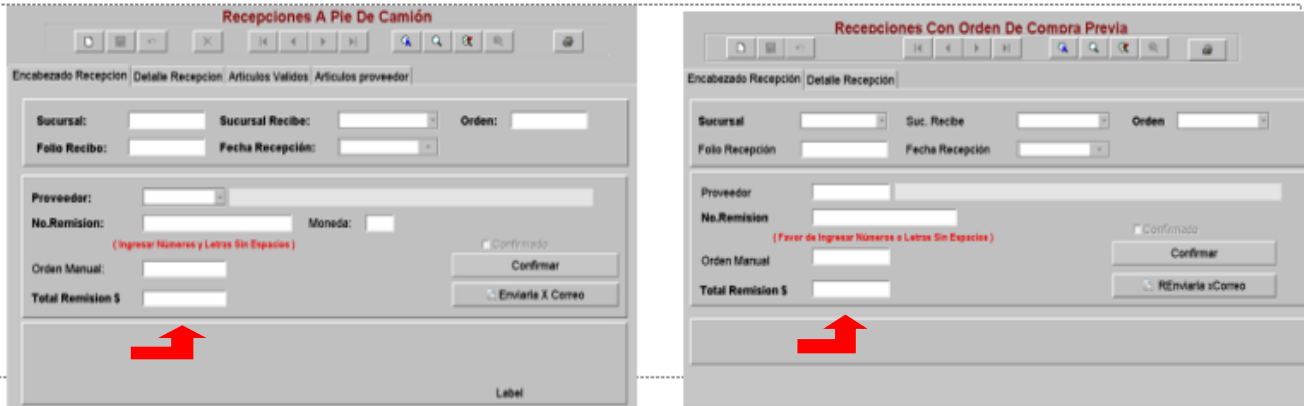 Recepciones A Pie De Camión
Encabezado Recepcion Detalle Recepcion Articulos Validos Articulos proveedor
Sucursal: Sucursal Recibe: Orden:
Folio Recibo: Fecha Recepción:
Proveedor:
No.Remision: Moneda:
( Ingresar Números y Letras Sin Espacios )
Confirmado
Orden Manual: Confirmar
Total Remision $ Enviarla X Correo
Label
Recepciones Con Orden De Compra Previa
Encabezado Recepción Detalle Recepción
Sucursal Suc. Recibe Orden
Folio Recepción Fecha Recepción
Proveedor
No.Remision
( Favor de Ingresar Números o Letras Sin Espacios )
Confirmado
Orden Manual Confirmar
Total Remision $ REnviarla xCorreo